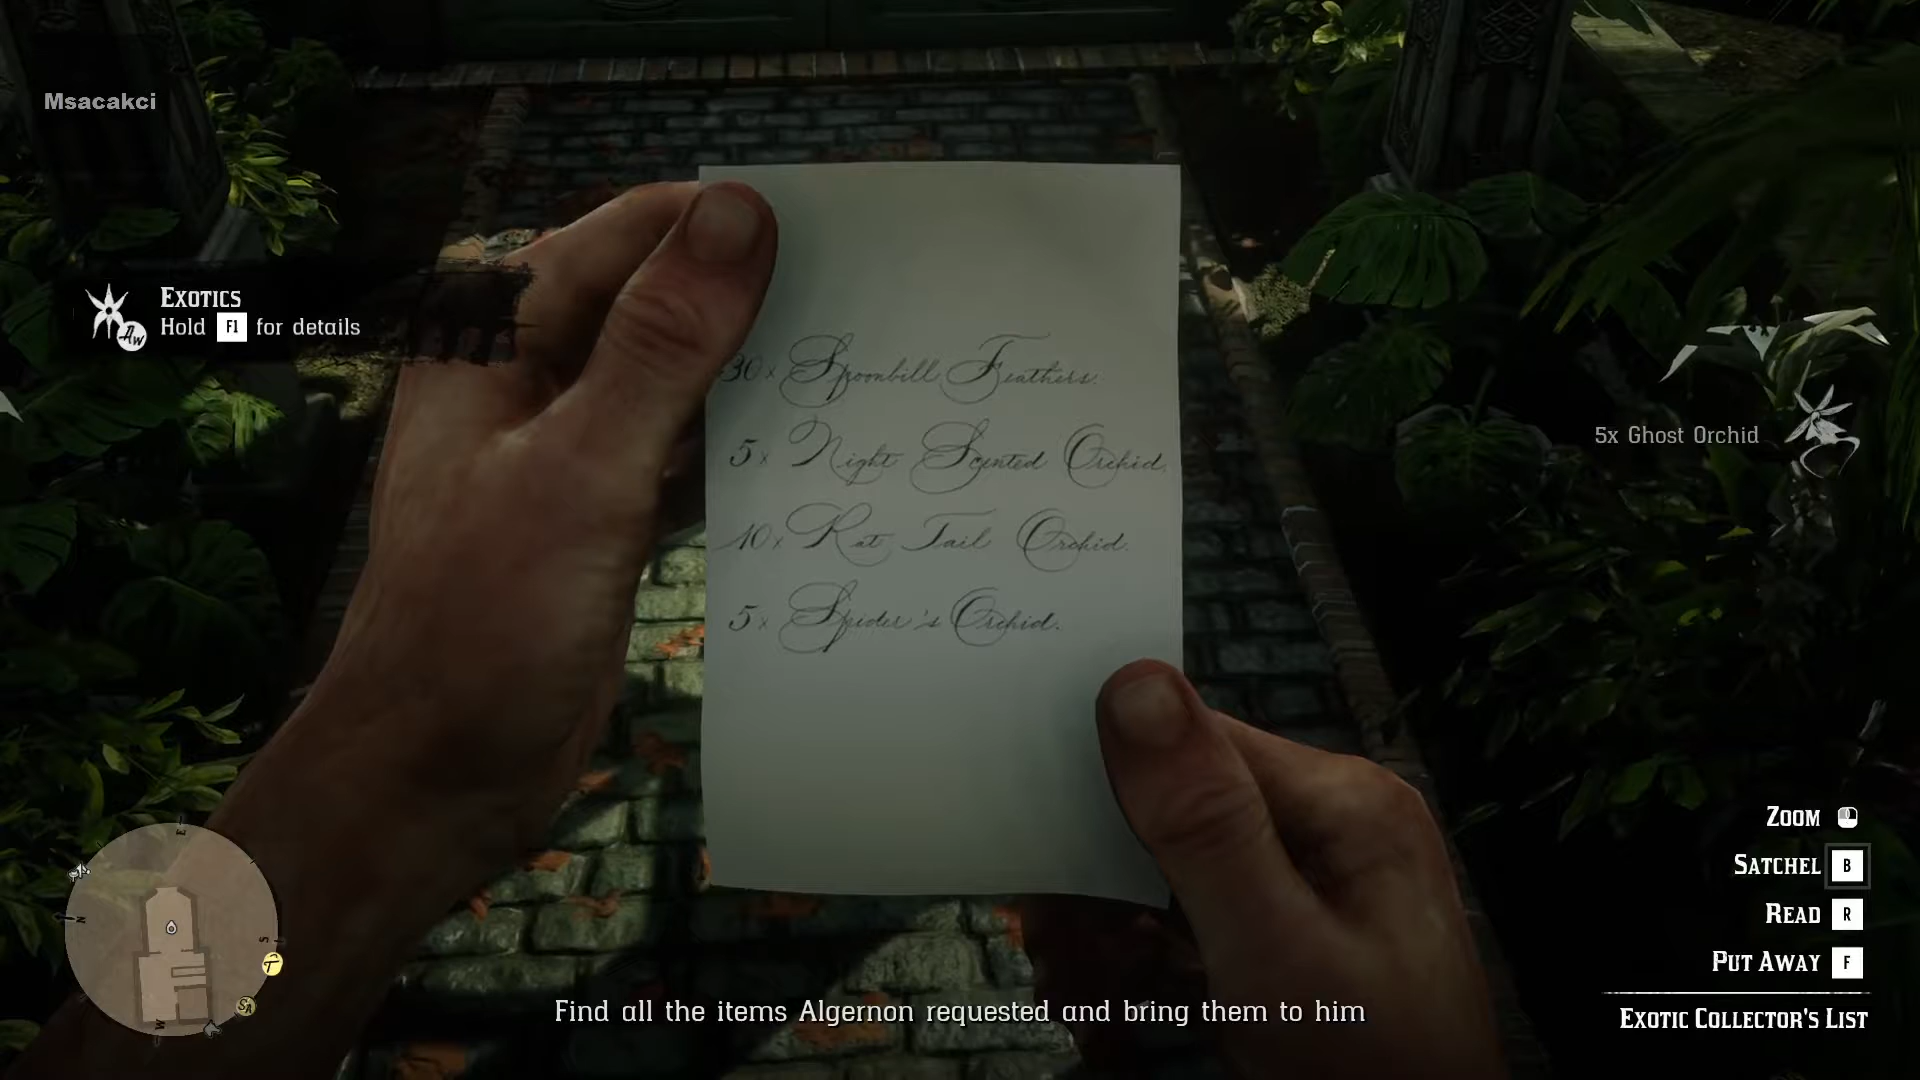 Msacakci
EXOTICS
Hold F1 for details
30x Spoonbill Feathers.
5x Night Scented Orchid.
10x Rat Tail Orchid.
5x Spider's Orchid.
5x Ghost Orchid
ZOOM
SATCHEL B
READ R
PUT AWAY F
EXOTIC COLLECTOR'S LIST
Find all the items Algernon requested and bring them to him
AW
E
N
S
T
SA
W